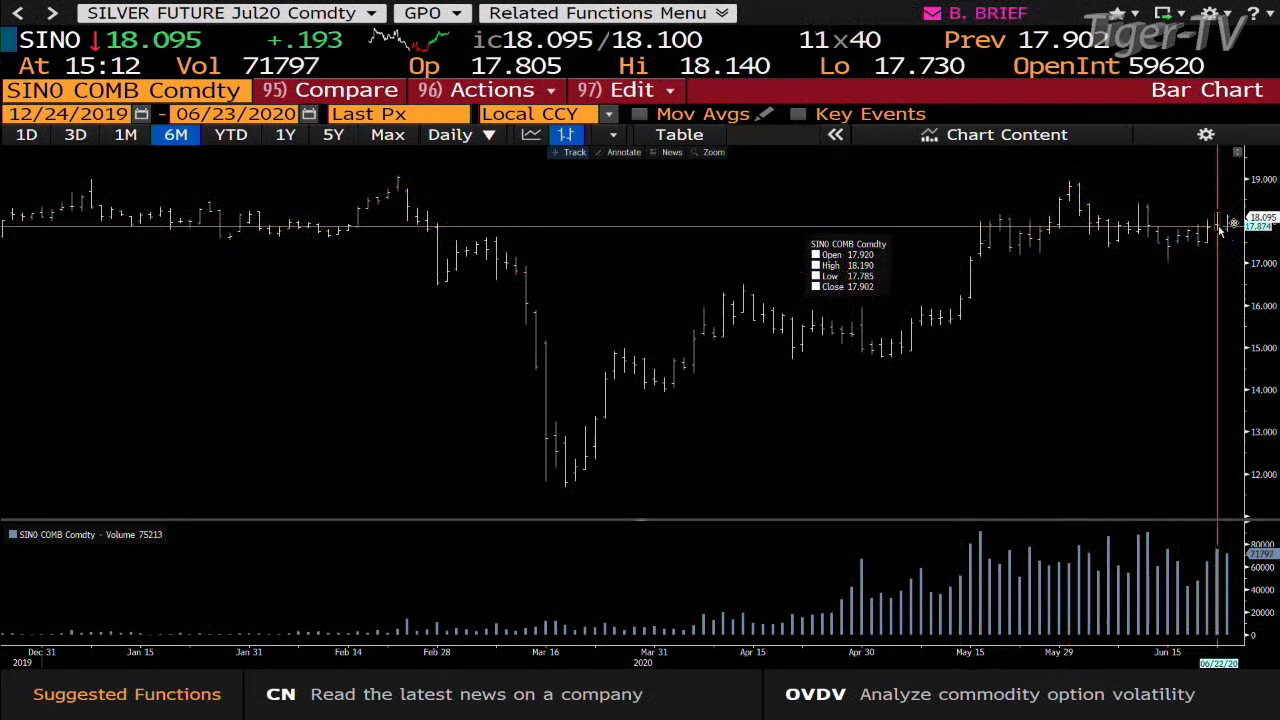 SILVER FUTURE Jul20 Comdty GPO Related Functions Menu B. BRIEF ?
Tiger-TV
SIN0 18.095 +.193 ic18.095/18.100 11x40 Prev 17.902
At 15:12 Vol 71797 Op 17.805 Hi 18.140 Lo 17.730 OpenInt 59620
SIN0 COMB Comdty 95) Compare 96) Actions 97) Edit Bar Chart
12/24/2019 - 06/23/2020 Last Px Local CCY Mov Avgs Key Events
1D 3D 1M 6M YTD 1Y 5Y Max Daily Table Chart Content
Track Annotate News Zoom
19.000
18.095
17.874
SIN0 COMB Comdty
Open 17.920
High 18.190
Low 17.785
Close 17.902
17.000
16.000
15.000
14.000
13.000
12.000
SIN0 COMB Comdty - Volume 75213
80000
71797
60000
40000
20000
0
Dec 31 Jan 15 Jan 31 Feb 14 Feb 28 Mar 16 Mar 31 Apr 15 Apr 30 May 15 May 29 Jun 15
2019 2020 06/22/20
Suggested Functions CN Read the latest news on a company OVDV Analyze commodity option volatility